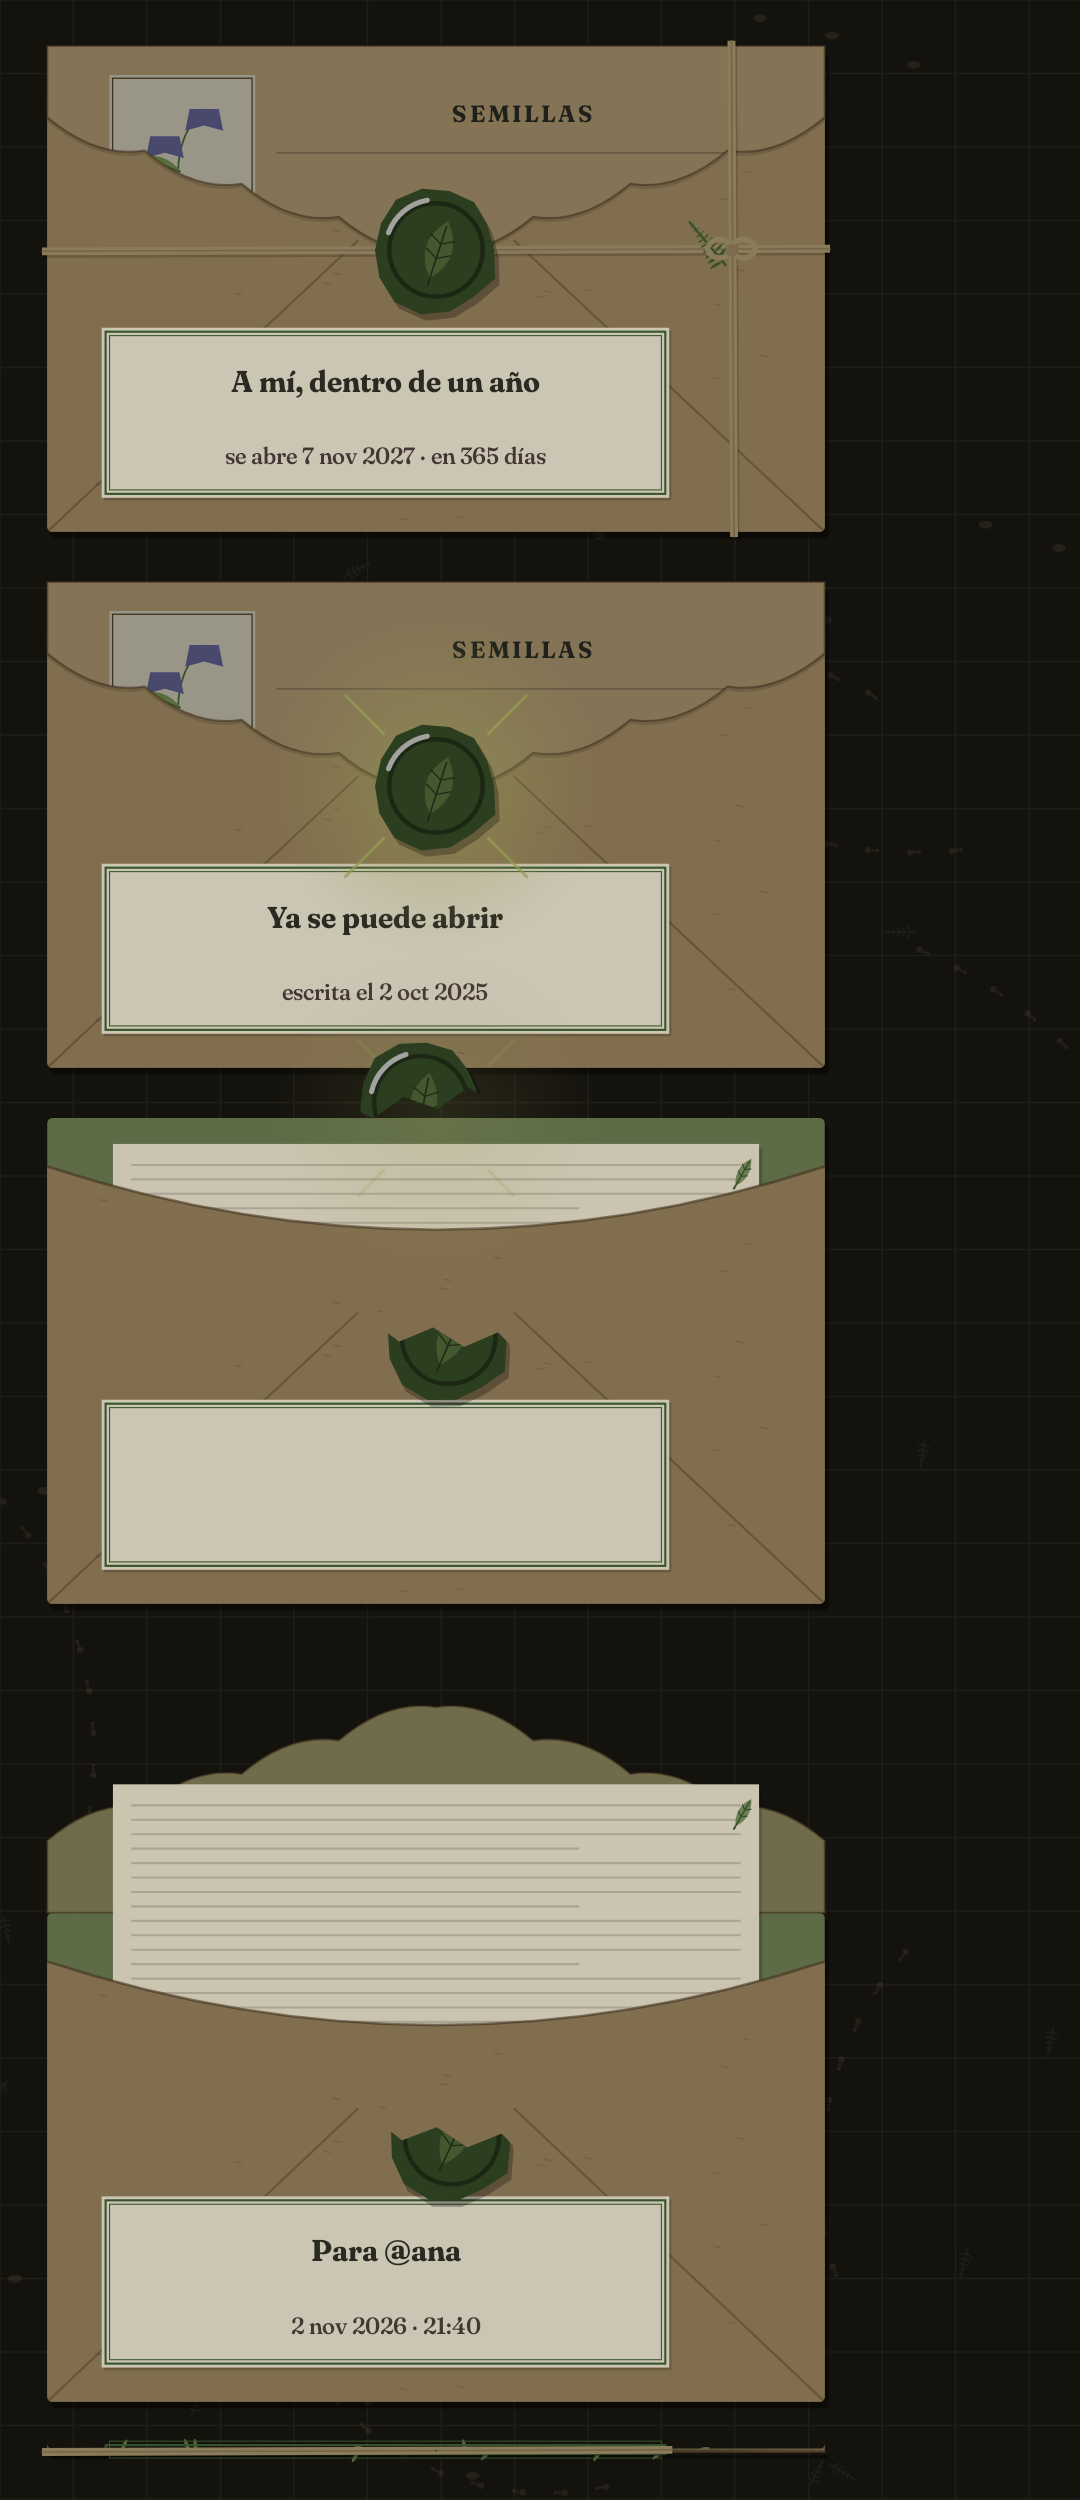 SEMILLAS
A mí, dentro de un año
se abre 7 nov 2027 · en 365 días
SEMILLAS
Ya se puede abrir
escrita el 2 oct 2025
Para @ana
2 nov 2026 · 21:40